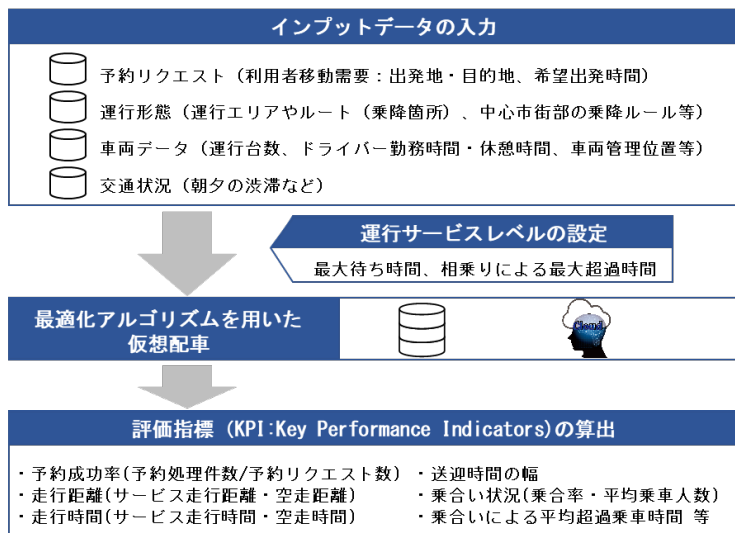 インプットデータの入力
予約リクエスト（利用者移動需要：出発地・目的地、希望出発時間）
運行形態（運行エリアやルート（乗降箇所）、中心市街部の乗降ルール等）
車両データ（運行台数、ドライバー勤務時間・休憩時間、車両管理位置等）
交通状況（朝夕の渋滞など）
運行サービスレベルの設定
最大待ち時間、相乗りによる最大超過時間
最適化アルゴリズムを用いた
仮想配車
Cloud
評価指標 (KPI:Key Performance Indicators)の算出
・予約成功率(予約処理件数/予約リクエスト数)
・走行距離(サービス走行距離・空走距離)
・走行時間(サービス走行時間・空走時間)
・送迎時間の幅
・乗合い状況(乗合率・平均乗車人数)
・乗合いによる平均超過乗車時間 等